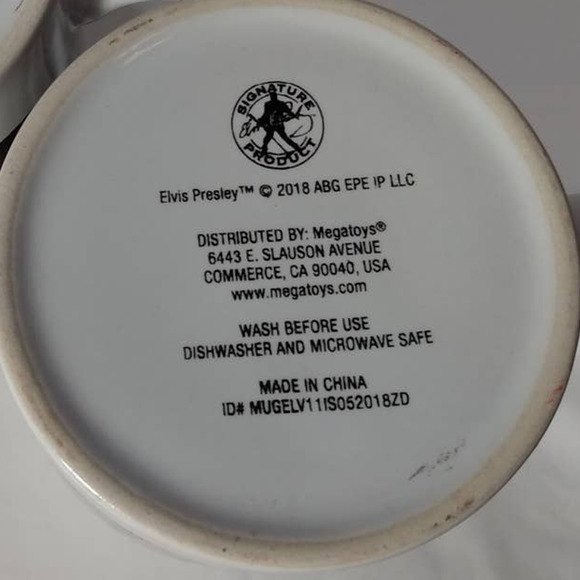 SIGNATURE
PRODUCT
Elvis Presley™ © 2018 ABG EPE IP LLC
DISTRIBUTED BY: Megatoys®
6443 E. SLAUSON AVENUE
COMMERCE, CA 90040, USA
www.megatoys.com
WASH BEFORE USE
DISHWASHER AND MICROWAVE SAFE
MADE IN CHINA
ID# MUGELV11IS052018ZD